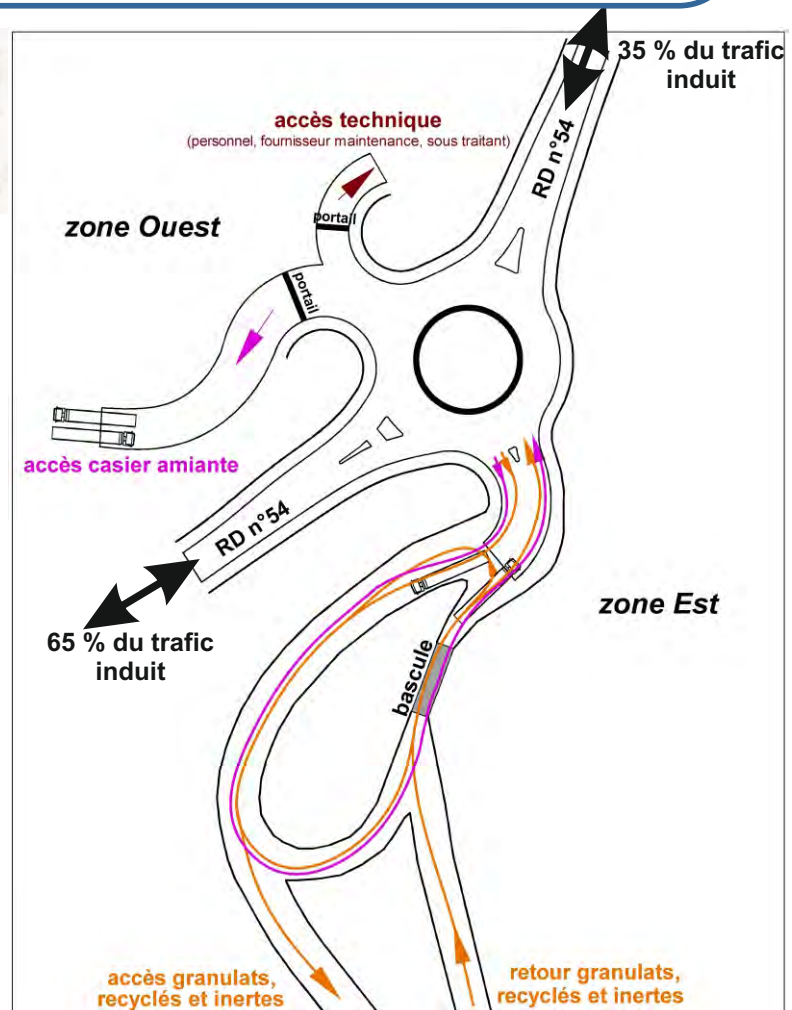 35 % du trafic
induit
accès technique
(personnel, fournisseur maintenance, sous traitant)
RD n°54
portail
zone Ouest
portail
accès casier amiante
RD n°54
zone Est
65 % du trafic
induit
bascule
accès granulats,
recyclés et inertes
retour granulats,
recyclés et inertes